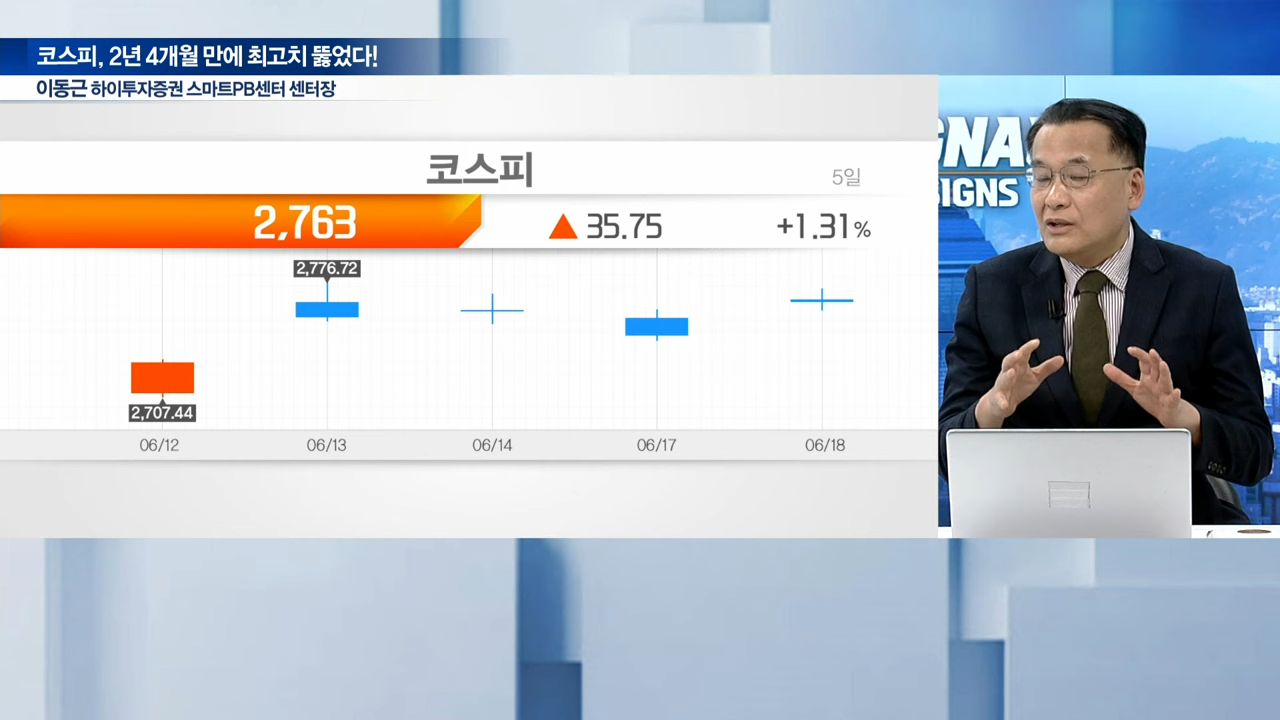 코스피, 2년 4개월 만에 최고치 뚫었다!
이동근 하이투자증권 스마트PB센터 센터장
코스피
5일
2,763 ▲ 35.75 +1.31%
2,776.72
2,707.44
06/12 06/13 06/14 06/17 06/18
GNA
SIGNS